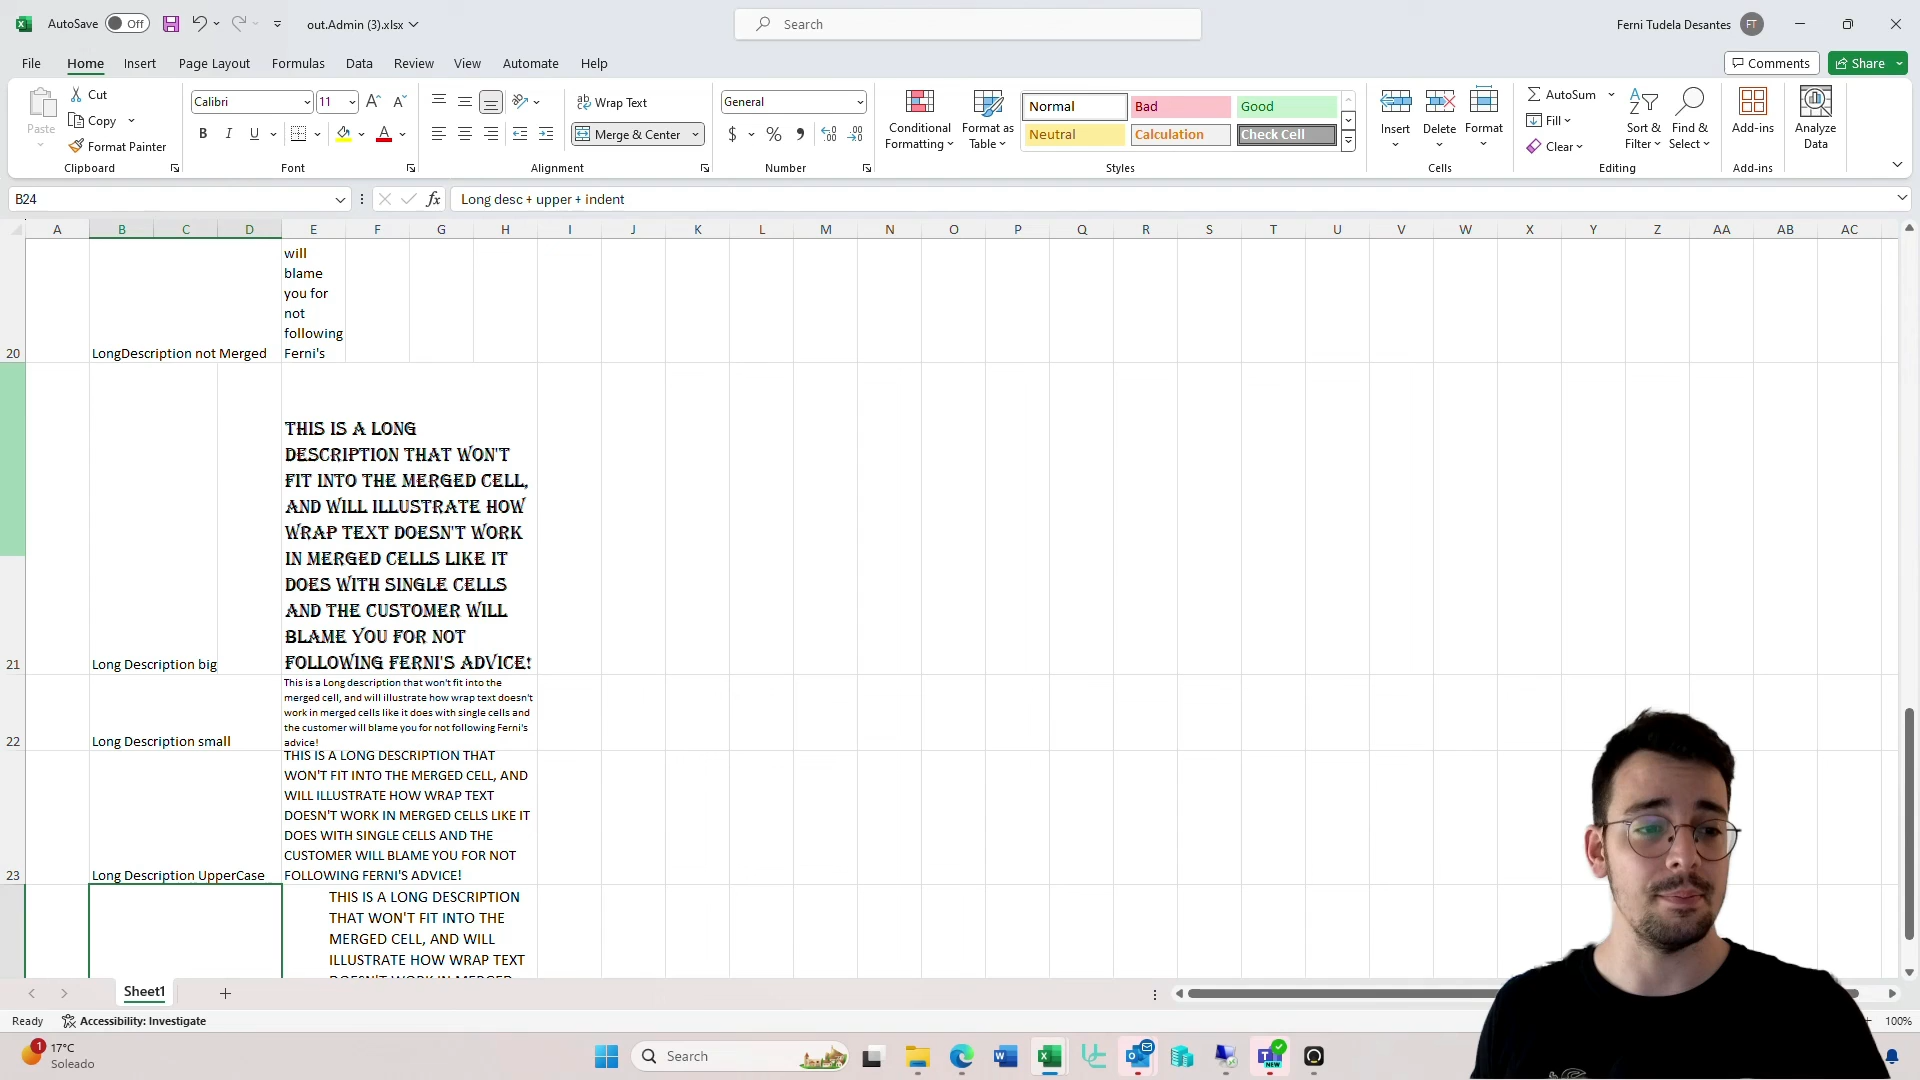 AutoSave Off out.Admin (3).xlsx Search Ferni Tudela Desantes FT
File Home Insert Page Layout Formulas Data Review View Automate Help Comments Share
Paste Cut Copy Format Painter Clipboard
Calibri 11 B I U A Font
Wrap Text Merge & Center Alignment
General $ % Number
Conditional Formatting Format as Table Normal Bad Good Neutral Calculation Check Cell Styles
Insert Delete Format Cells
AutoSum Fill Clear Sort & Filter Find & Select Editing
Add-ins Add-ins
Analyze Data
B24 fx Long desc + upper + indent
A B C D E F G H I J K L M N O P Q R S T U V W X Y Z AA AB AC
will
blame
you for
not
following
20 LongDescription not Merged Ferni's
THIS IS A LONG
DESCRIPTION THAT WON'T
FIT INTO THE MERGED CELL,
AND WILL ILLUSTRATE HOW
WRAP TEXT DOESN'T WORK
IN MERGED CELLS LIKE IT
DOES WITH SINGLE CELLS
AND THE CUSTOMER WILL
BLAME YOU FOR NOT
21 Long Description big FOLLOWING FERNI'S ADVICE!
This is a Long description that won't fit into the
merged cell, and will illustrate how wrap text doesn't
work in merged cells like it does with single cells and
the customer will blame you for not following Ferni's
22 Long Description small advice!
THIS IS A LONG DESCRIPTION THAT
WON'T FIT INTO THE MERGED CELL, AND
WILL ILLUSTRATE HOW WRAP TEXT
DOESN'T WORK IN MERGED CELLS LIKE IT
DOES WITH SINGLE CELLS AND THE
CUSTOMER WILL BLAME YOU FOR NOT
23 Long Description UpperCase FOLLOWING FERNI'S ADVICE!
THIS IS A LONG DESCRIPTION
THAT WON'T FIT INTO THE
MERGED CELL, AND WILL
ILLUSTRATE HOW WRAP TEXT
DOESN'T WORK IN MERGED
Sheet1
Ready Accessibility: Investigate 100%
1 17°C
Soleado
Search
NEW